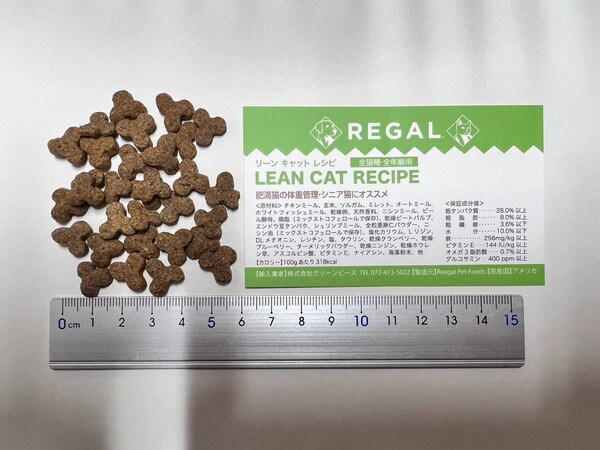 REGAL
リーン キャット レシピ 全猫種・全年齢用
LEAN CAT RECIPE
肥満猫の体重管理・シニア猫にオススメ
<原材料> チキンミール、玄米、ソルガム、ミレット、オートミール、
ホワイトフィッシュミール、乾燥卵、天然香料、ニシンミール、ビー
ル酵母、鶏脂（ミックストコフェロールで保存）、乾燥ビートパルプ、
エンドウ豆タンパク、シュリンプミール、全粒亜麻仁パウダー、ニ
シン油（ミックストコフェロールで保存）、塩化カリウム、Lリジン、
DLメチオニン、レシチン、塩、タウリン、乾燥クランベリー、乾燥
ブルーベリー、ターメリックパウダー、乾燥ニンジン、乾燥ホウレ
ン草、アスコルビン酸、ビタミンE、ナイアシン、海藻粉末、他
【カロリー】100gあたり 318kcal
<保証成分値>
粗タンパク質‥‥‥28.0% 以上
粗脂肪‥‥‥8.0% 以上
粗繊維‥‥‥3.6% 以下
水分‥‥‥10.0% 以下
鉄‥‥‥256mg/kg 以上
ビタミンE‥‥144 IU/kg 以上
オメガ3脂肪酸‥‥0.7% 以上
グルコサミン‥‥400 ppm 以上
【輸入業者】株式会社グリーンピース TEL 072-473-5022 【製造元】Reagal Pet Foods 【原産国】アメリカ
0 cm 1 2 3 4 5 6 7 8 9 10 11 12 13 14 15